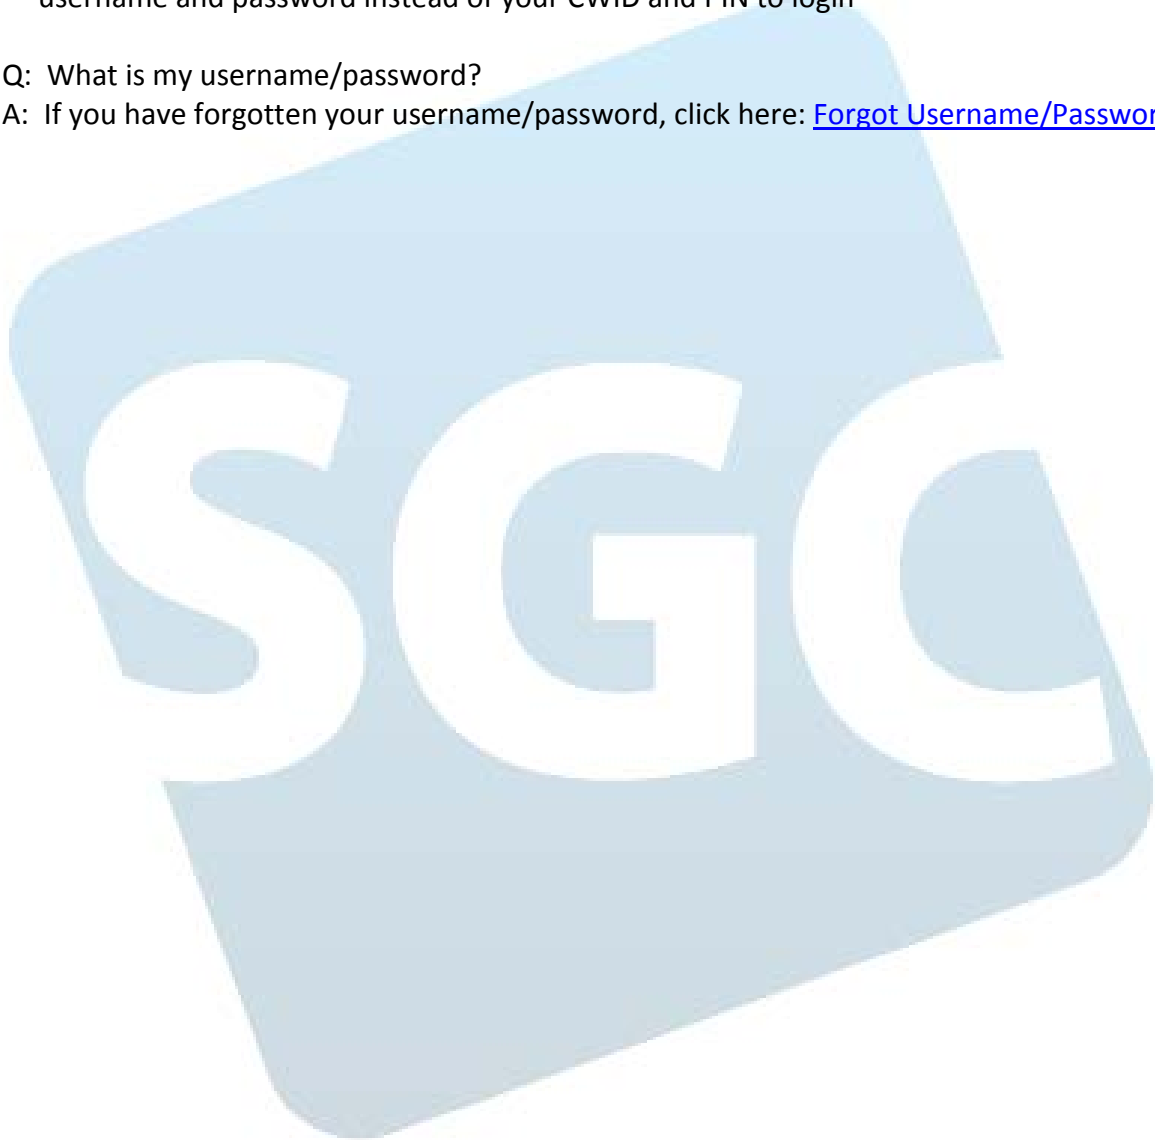 username and password instead of your CWID and PIN to login
Q: What is my username/password?
A: If you have forgotten your username/password, click here: Forgot Username/Passwor
SGC